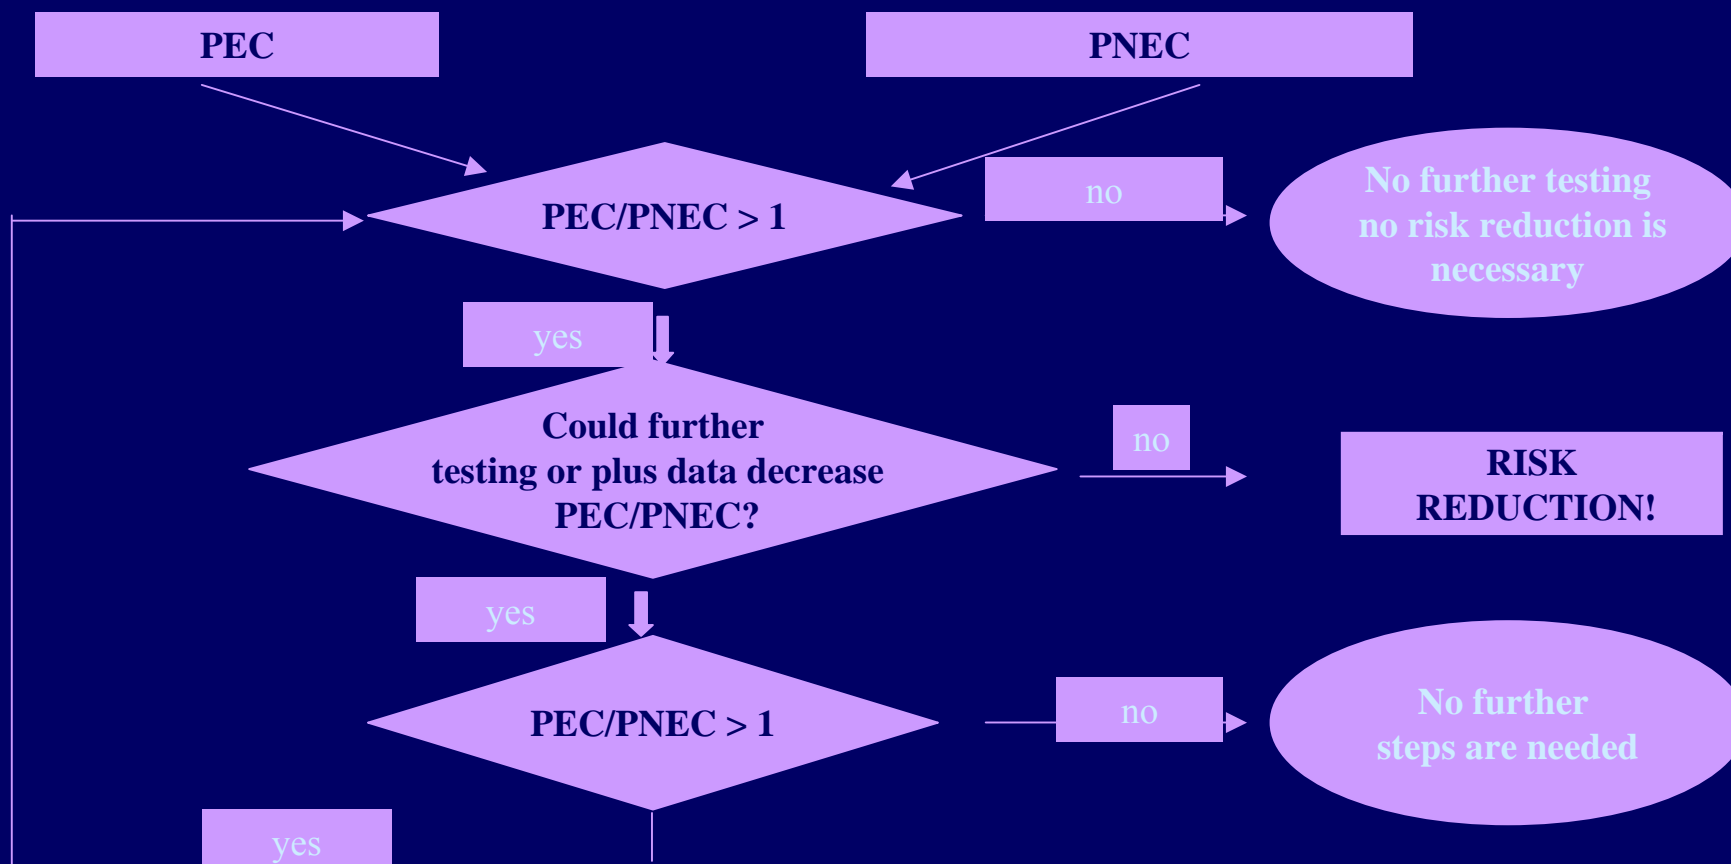 PEC
PNEC
PEC/PNEC > 1
no
No further testing
no risk reduction is
necessary
yes
Could further
testing or plus data decrease
PEC/PNEC?
no
RISK
REDUCTION!
yes
PEC/PNEC > 1
no
No further
steps are needed
yes